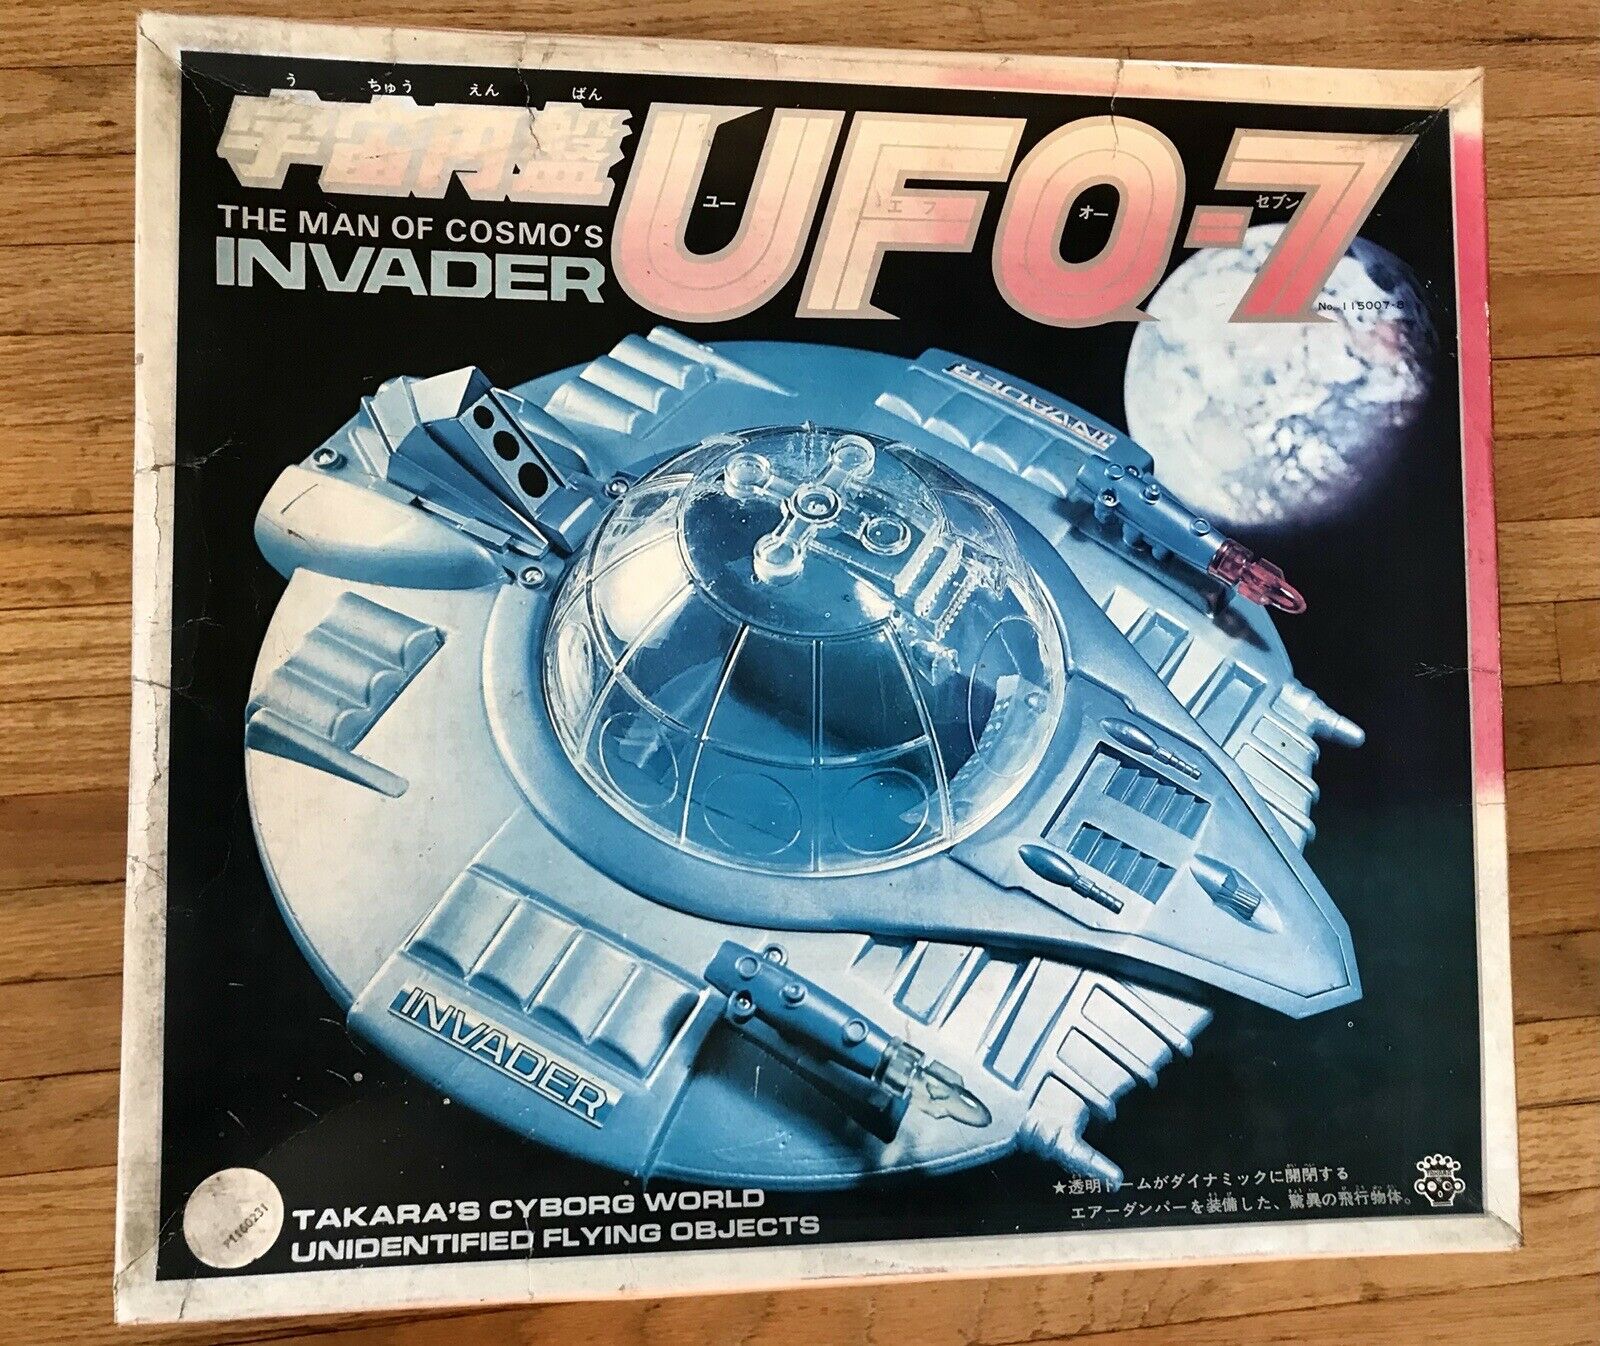 う ちゅう えん ばん
宇宙円盤
UFO-7
ユー エフ オー セブン
THE MAN OF COSMO'S
INVADER
No. 115007-8
INVADER
INVADER
TAKARA'S CYBORG WORLD
UNIDENTIFIED FLYING OBJECTS
★透明ドームがダイナミックに開閉する
エアーダンパーを装備した、驚異の飛行物体。
TAKARA